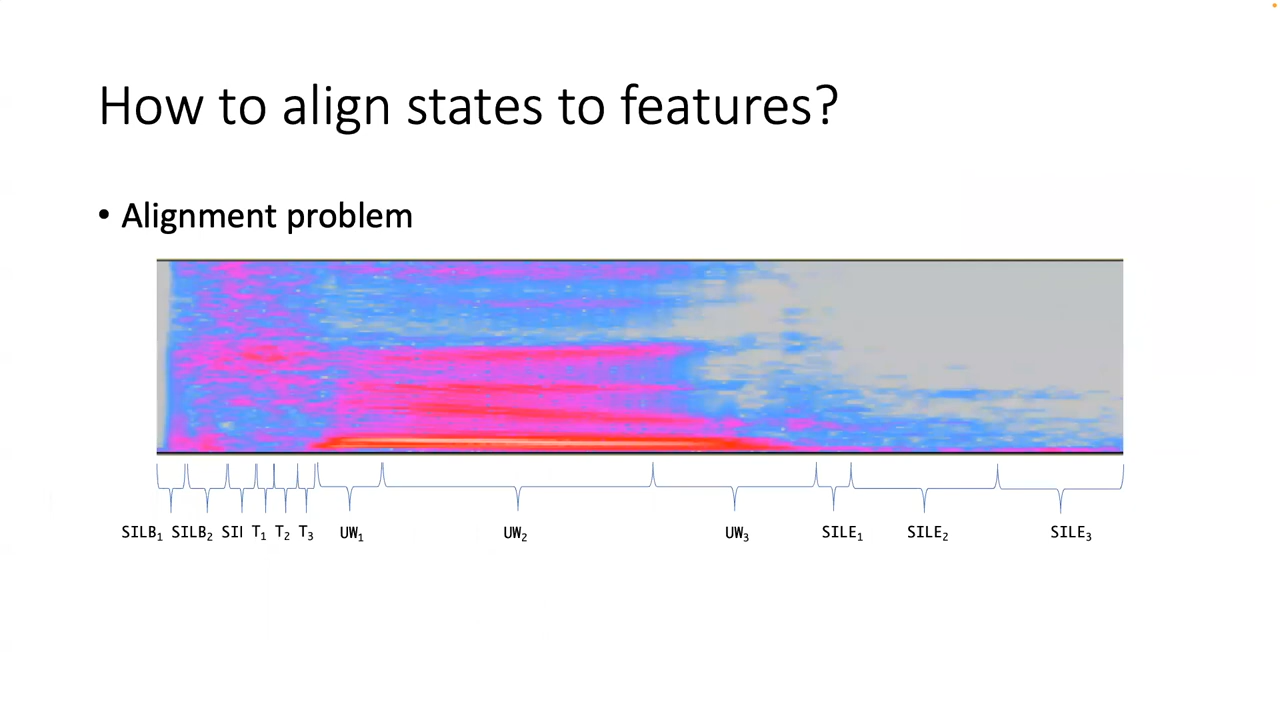 How to align states to features?
• Alignment problem
SILB₁ SILB₂ SII T₁ T₂ T₃ UW₁ UW₂ UW₃ SILE₁ SILE₂ SILE₃